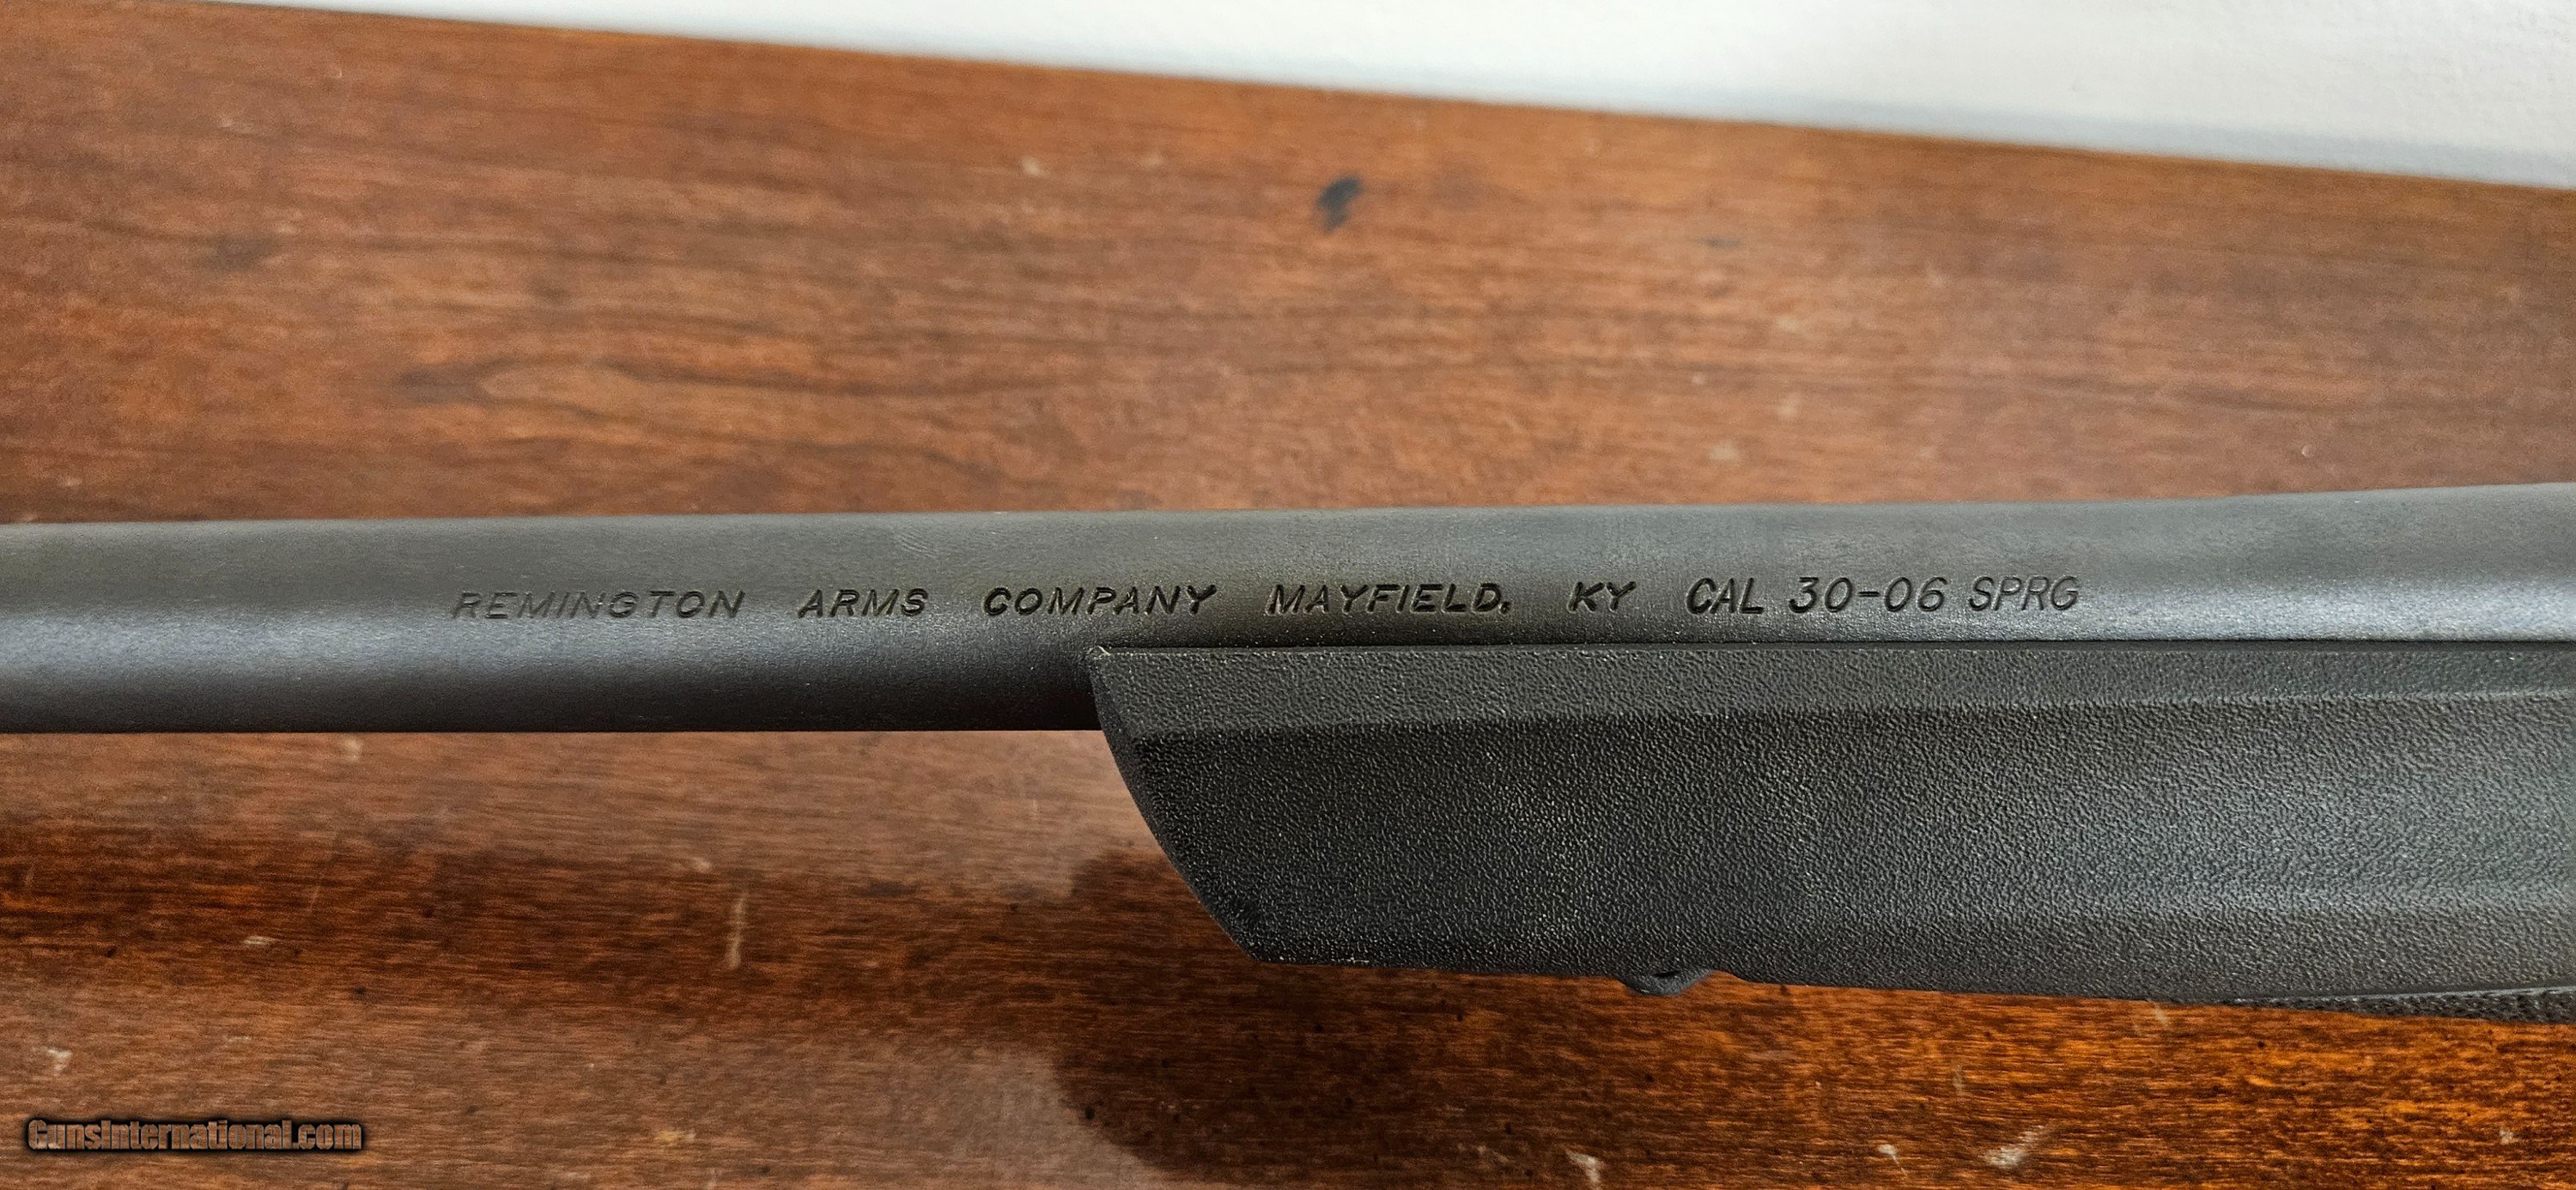 REMINGTON ARMS COMPANY MAYFIELD, KY CAL 30-06 SPRG
GunsInternational.com